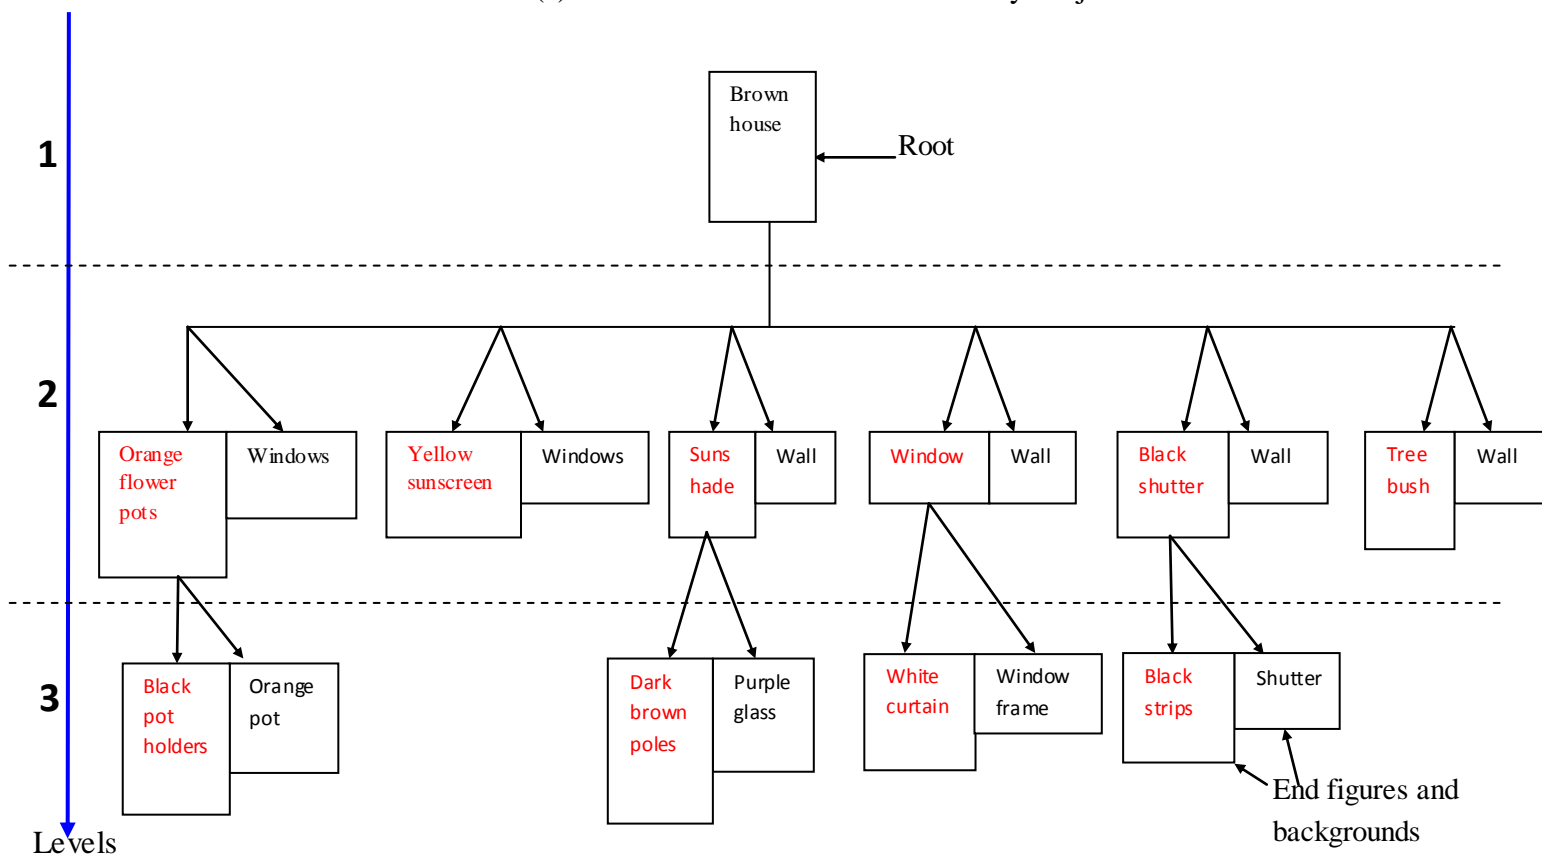 Brown
house
1
Root
2
Orange
flower
pots
Windows
Yellow
sunscreen
Windows
Suns
hade
Wall
Window
Wall
Black
shutter
Wall
Tree
bush
Wall
3
Black
pot
holders
Orange
pot
Dark
brown
poles
Purple
glass
White
curtain
Window
frame
Black
strips
Shutter
End figures and
backgrounds
Levels